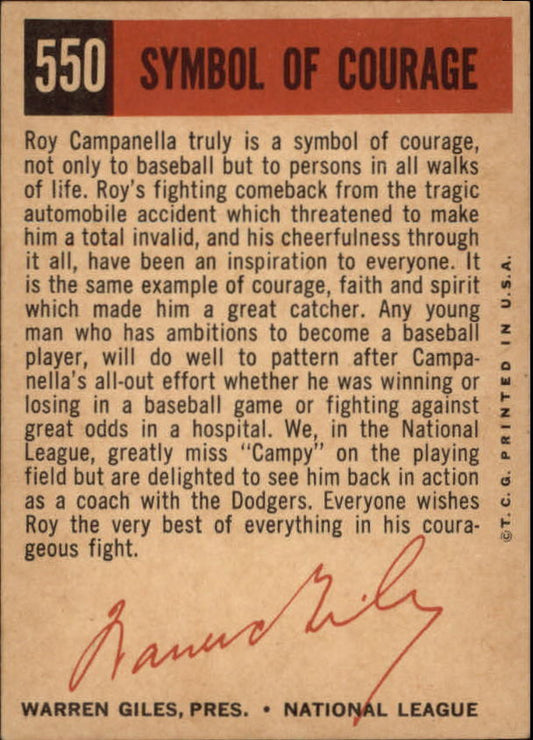 550 SYMBOL OF COURAGE
Roy Campanella truly is a symbol of courage,
not only to baseball but to persons in all walks
of life. Roy's fighting comeback from the tragic
automobile accident which threatened to make
him a total invalid, and his cheerfulness through
it all, have been an inspiration to everyone. It
is the same example of courage, faith and spirit
which made him a great catcher. Any young
man who has ambitions to become a baseball
player, will do well to pattern after Campa-
nella's all-out effort whether he was winning or
losing in a baseball game or fighting against
great odds in a hospital. We, in the National
League, greatly miss "Campy" on the playing
field but are delighted to see him back in action
as a coach with the Dodgers. Everyone wishes
Roy the very best of everything in his coura-
geous fight.
Warren Giles
WARREN GILES, PRES. • NATIONAL LEAGUE
©T.C.G. PRINTED IN U.S.A.